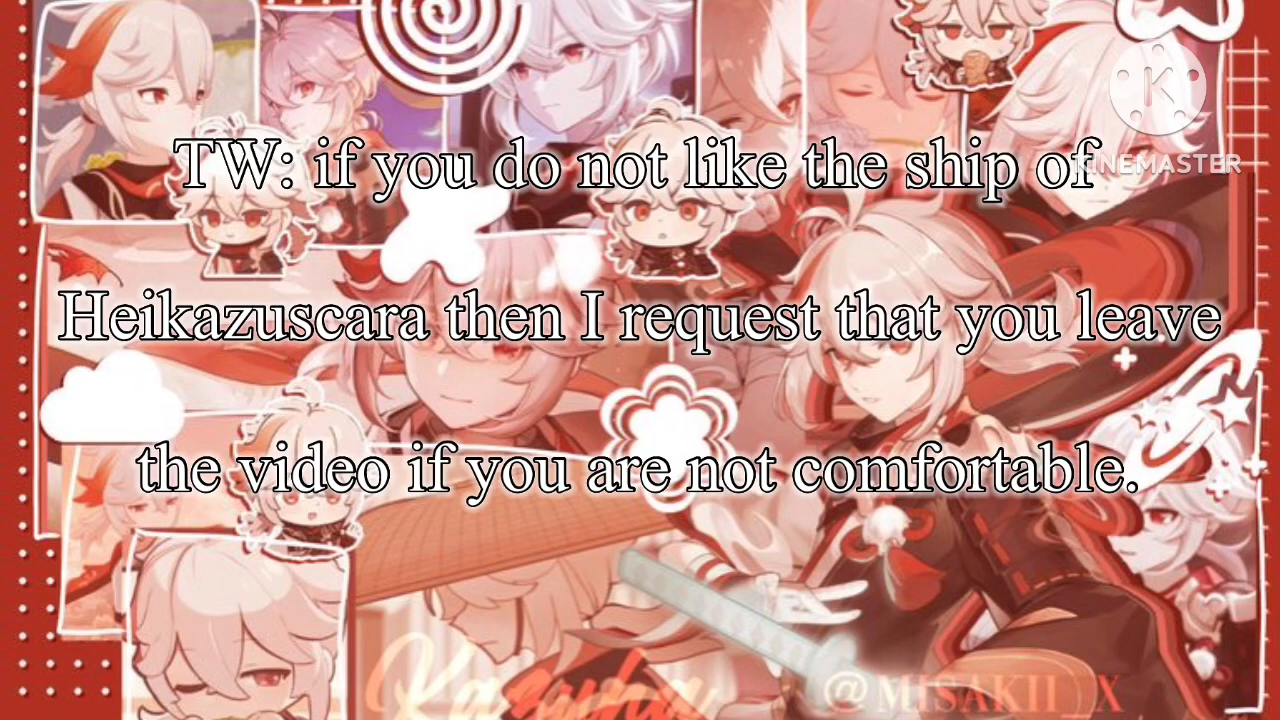 K
KINEMASTER
TW: if you do not like the ship of
Heikazuscara then I request that you leave
the video if you are not comfortable.
Kazuha
@MISAKII_X